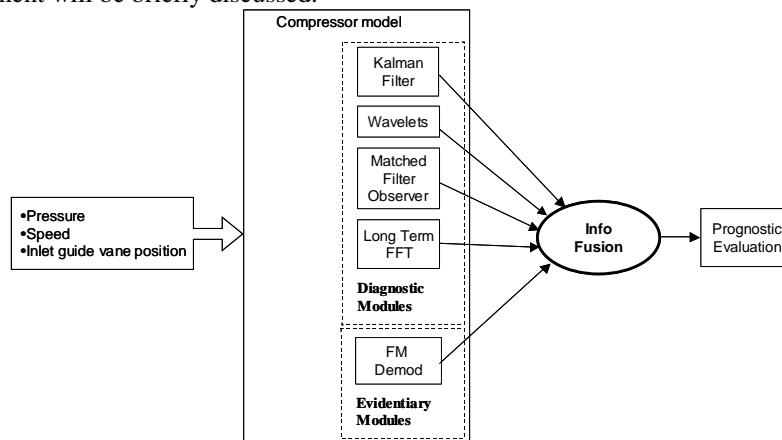 nent will be briefly discussed.
Compressor model
Kalman
Filter
Wavelets
Matched
Filter
Observer
Long Term
FFT
Diagnostic
Modules
FM
Demod
Evidentiary
Modules
•Pressure
•Speed
•Inlet guide vane position
Info
Fusion
Prognostic
Evaluation